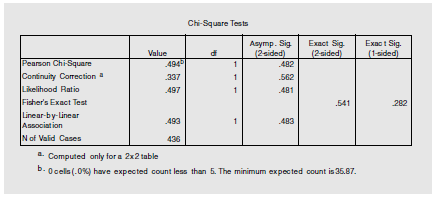 Chi-Square Tests
Value df Asymp. Sig. (2-sided) Exact Sig. (2-sided) Exact Sig. (1-sided)
Pearson Chi-Square .494b 1 .482
Continuity Correction a .337 1 .562
Likelihood Ratio .497 1 .481
Fisher's Exact Test .541 .282
Linear-by-Linear Association .493 1 .483
N of Valid Cases 436
a. Computed only for a 2x2 table
b. 0 cells (.0%) have expected count less than 5. The minimum expected count is 35.87.